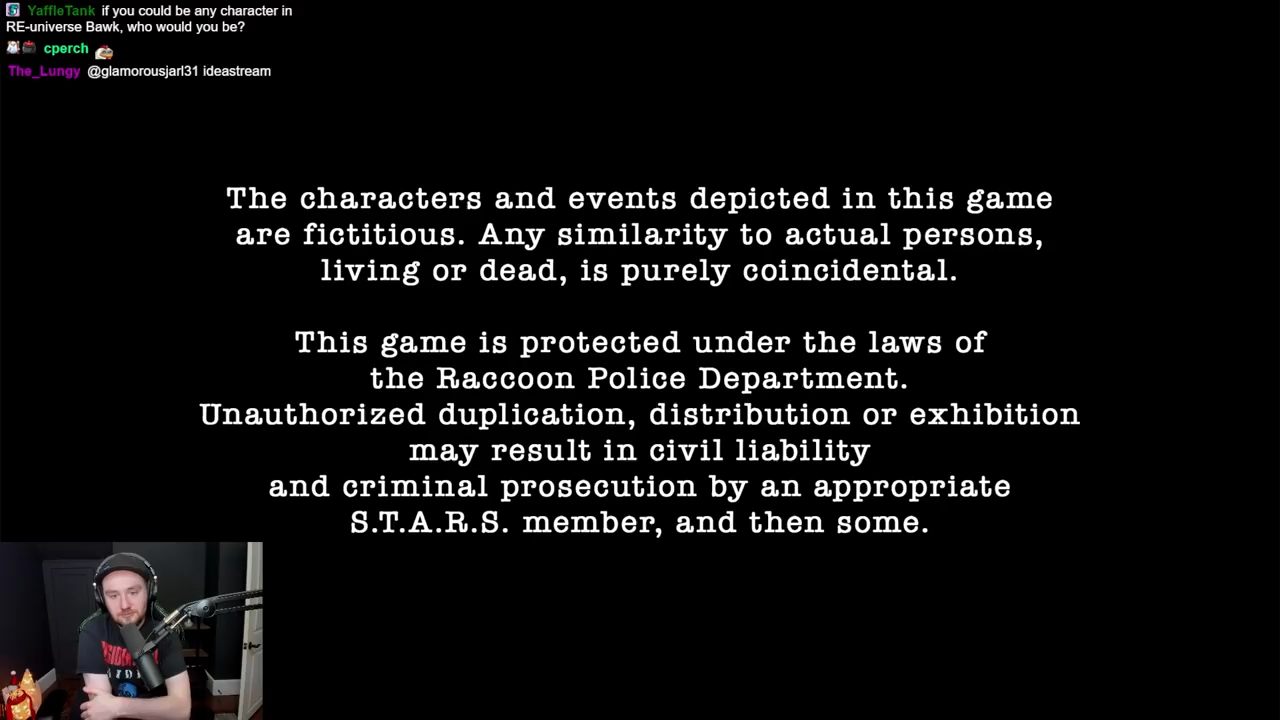 YaffleTank if you could be any character in
RE-universe Bawk, who would you be?
cperch
The_Lungy @glamorousjarl31 ideastream
The characters and events depicted in this game
are fictitious. Any similarity to actual persons,
living or dead, is purely coincidental.
This game is protected under the laws of
the Raccoon Police Department.
Unauthorized duplication, distribution or exhibition
may result in civil liability
and criminal prosecution by an appropriate
S.T.A.R.S. member, and then some.